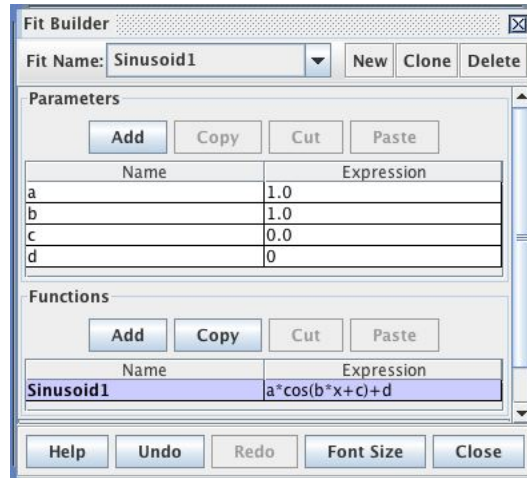 Fit Builder
Fit Name: Sinusoid1 New Clone Delete
Parameters
Add Copy Cut Paste
Name Expression
a 1.0
b 1.0
c 0.0
d 0
Functions
Add Copy Cut Paste
Name Expression
Sinusoid1 a*cos(b*x+c)+d
Help Undo Redo Font Size Close